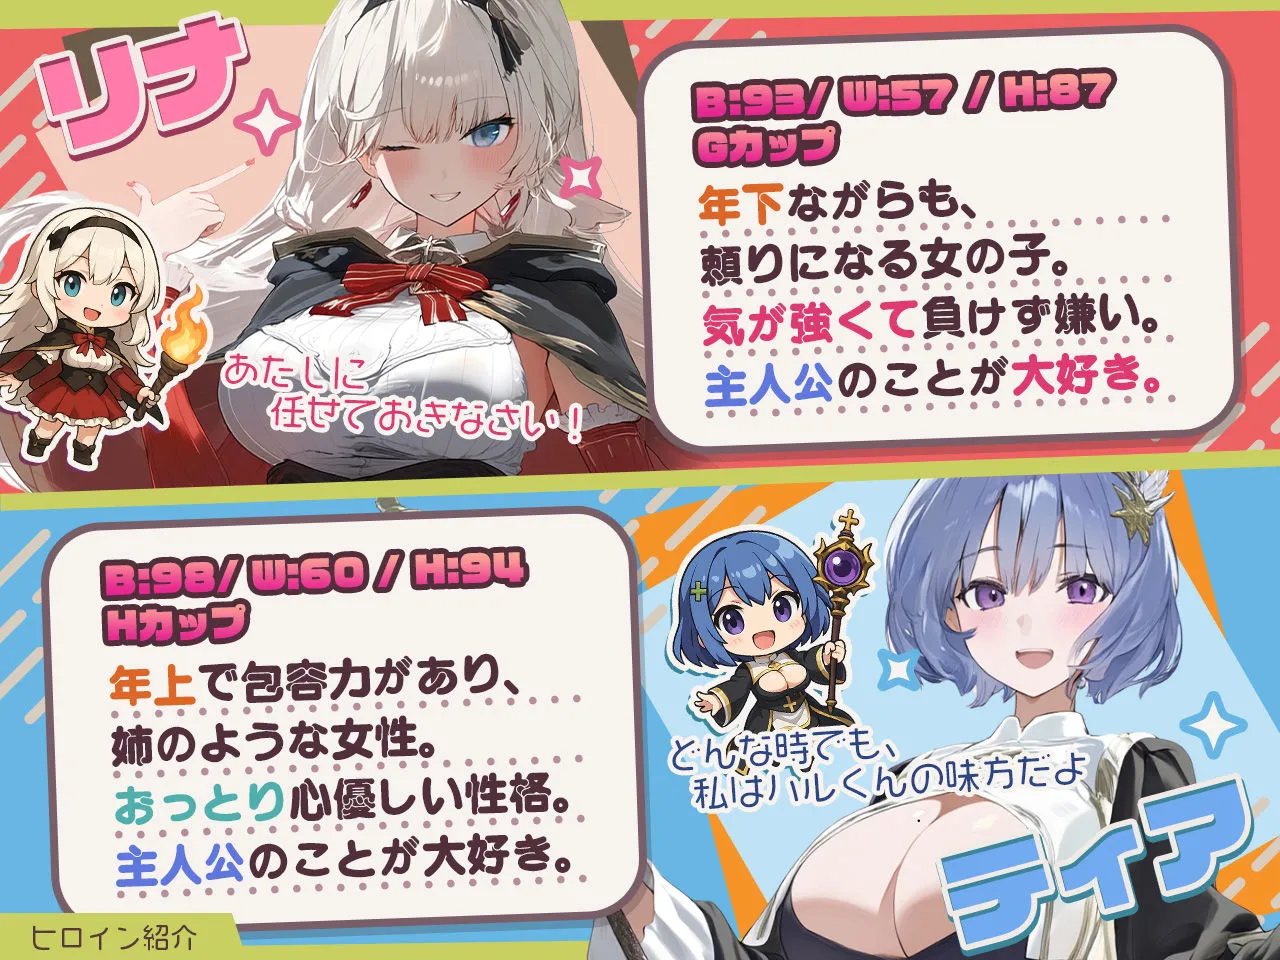 リナ
B:93/ W:57 / H:87
Gカップ
年下ながらも、
頼りになる女の子。
気が強くて負けず嫌い。
主人公のことが大好き。
あたしに
任せておきなさい！
B:98/ W:60 / H:94
Hカップ
年上で包容力があり、
姉のような女性。
おっとり心優しい性格。
主人公のことが大好き。
どんな時でも、
私はハルくんの味方だよ
ティア
ヒロイン紹介